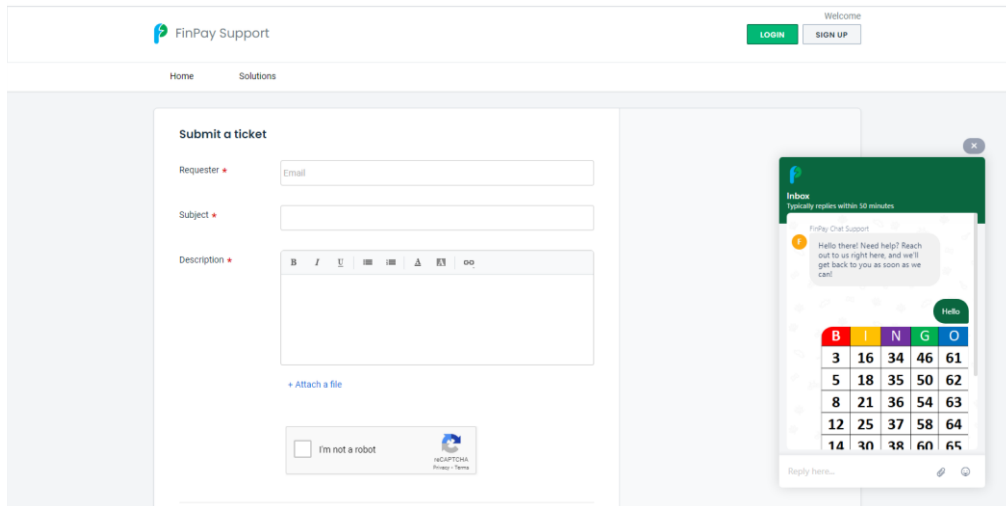 Welcome
FinPay Support
LOGIN
SIGN UP
Home
Solutions
Submit a ticket
Requester *
Email
Subject *
Description *
B I U A A
+ Attach a file
I'm not a robot
reCAPTCHA
Privacy - Terms
×
Inbox
Typically replies within 50 minutes
FinPay Chat Support
Hello there! Need help? Reach
out to us right here, and we'll
get back to you as soon as we
can!
Hello
B I N G O
3 16 34 46 61
5 18 35 50 62
8 21 36 54 63
12 25 37 58 64
14 30 38 60 65
Reply here...